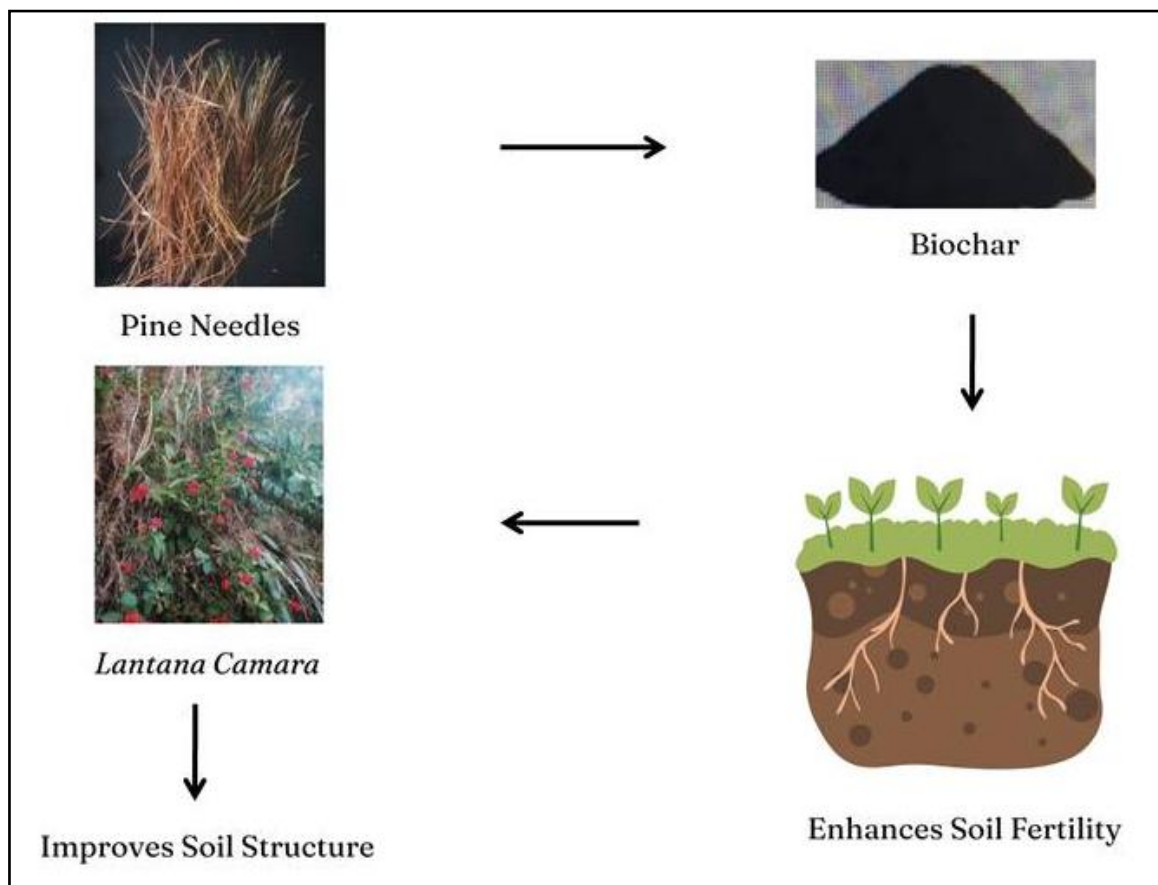 Pine Needles
Biochar
Lantana Camara
Enhances Soil Fertility
Improves Soil Structure